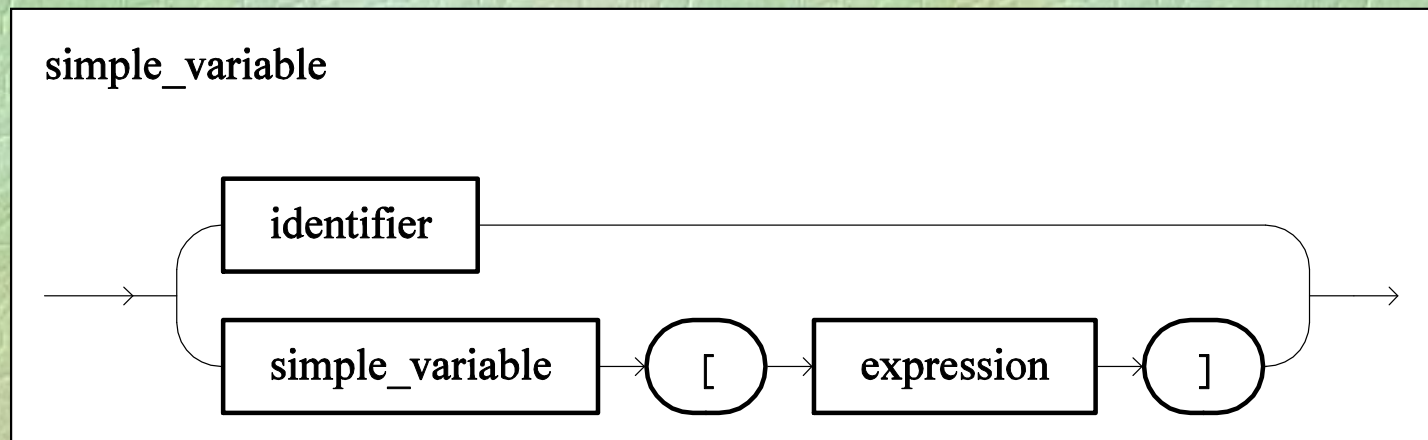 simple_variable
identifier
simple_variable [ expression ]